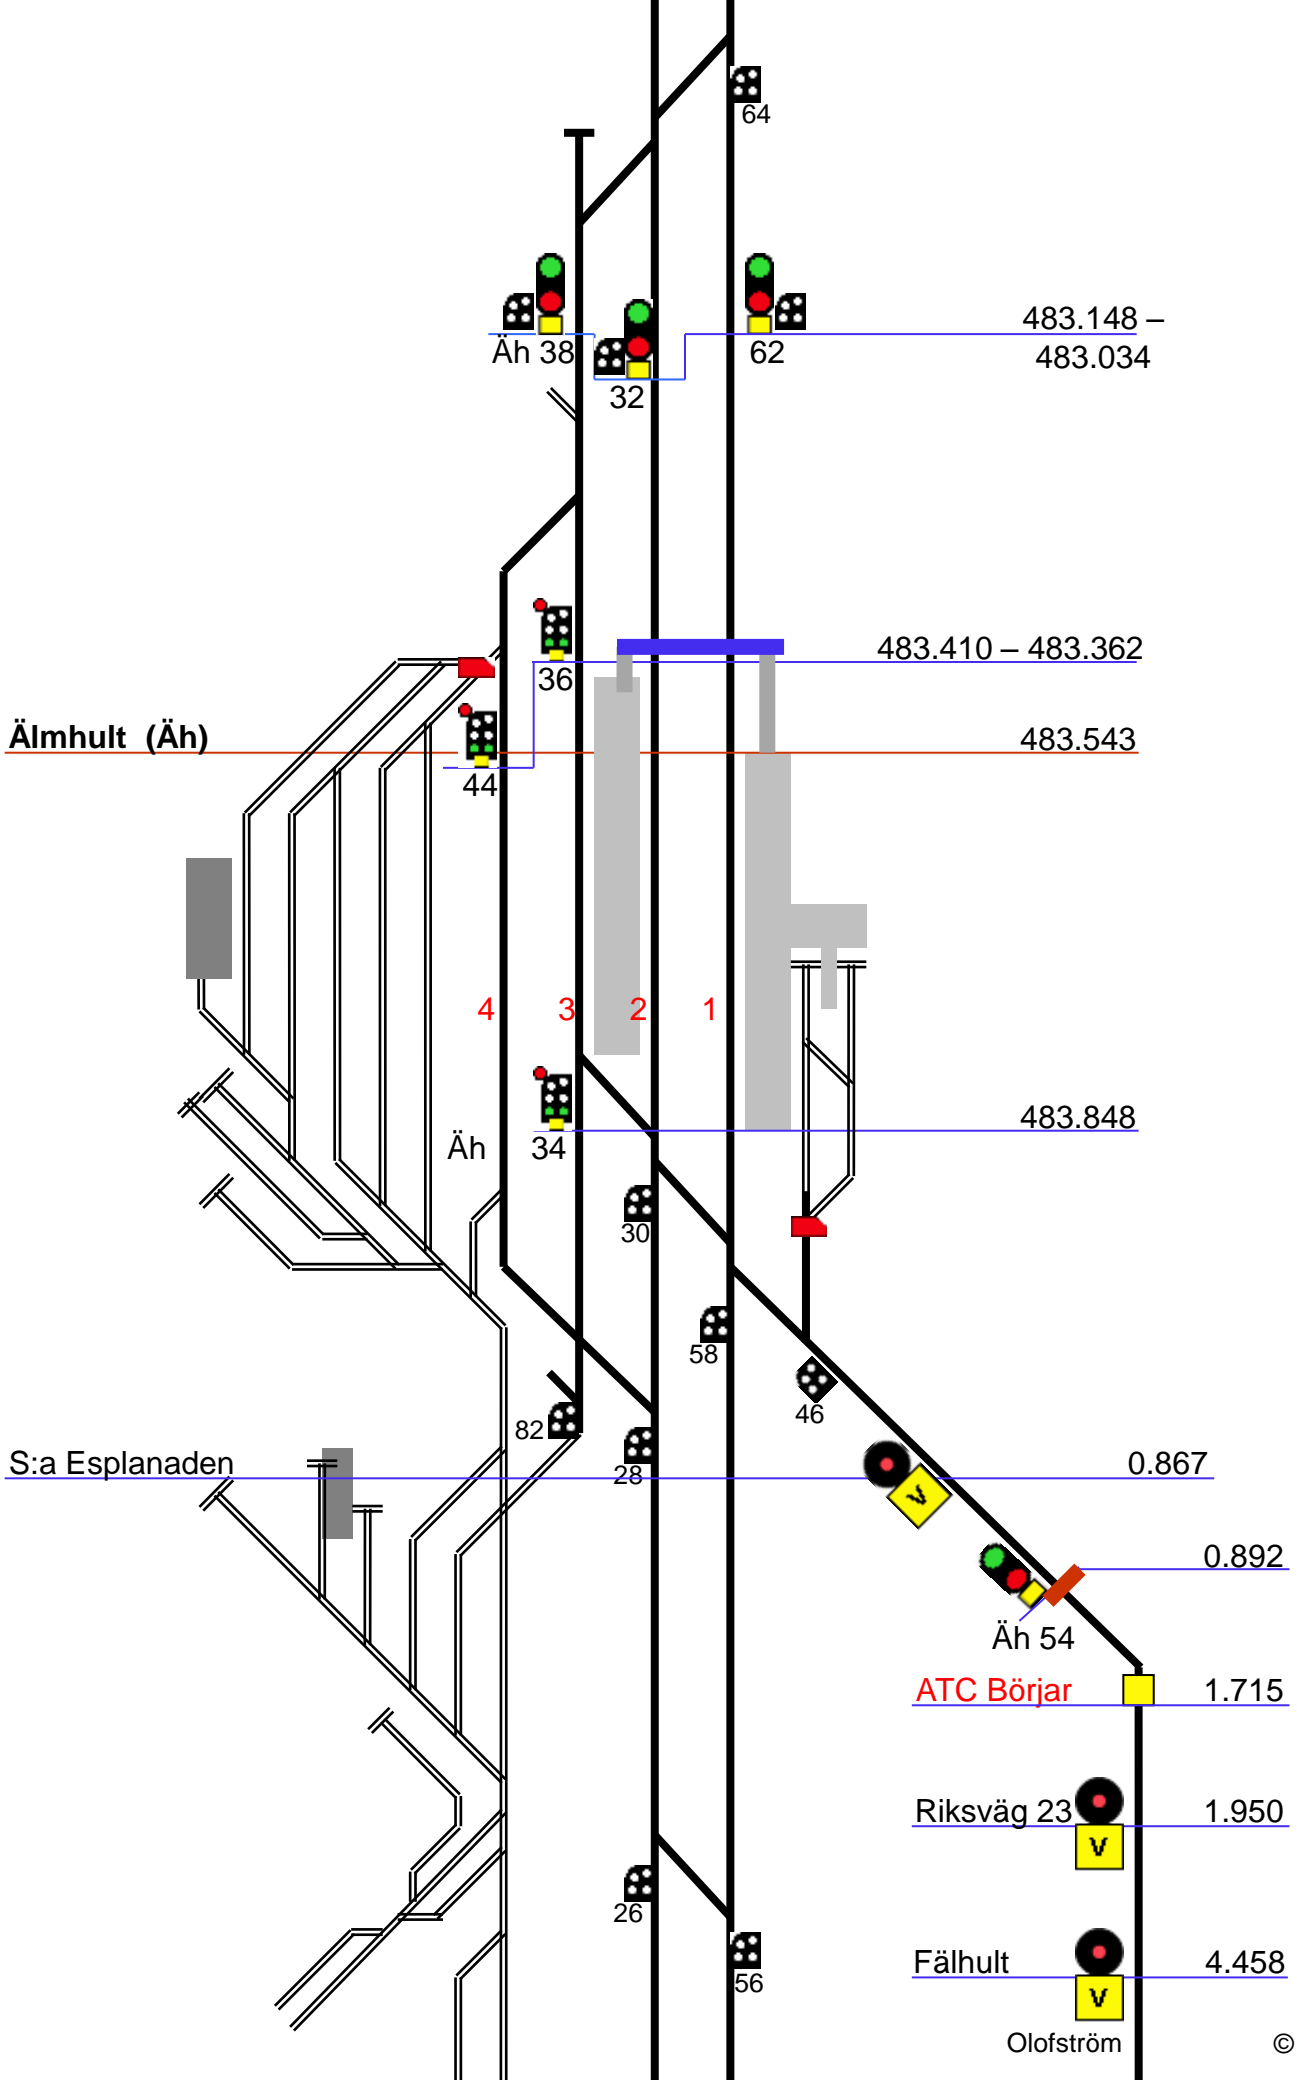 64
483.148 –
Äh 38
62
483.034
32
483.410 – 483.362
36
Älmhult (Äh)
483.543
44
4
3
2
1
483.848
Äh
34
30
58
46
82
S:a Esplanaden
28
0.867
V
0.892
Äh 54
ATC Börjar
1.715
Riksväg 23
1.950
V
26
Fälhult
4.458
56
V
Olofström
©